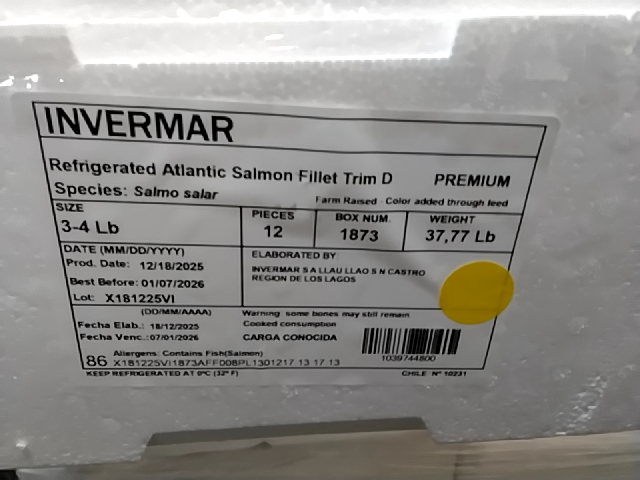 INVERMAR
Refrigerated Atlantic Salmon Fillet Trim D PREMIUM
Species: Salmo salar Farm Raised - Color added through feed
SIZE PIECES BOX NUM. WEIGHT
3-4 Lb 12 1873 37,77 Lb
DATE (MM/DD/YYYY) ELABORATED BY:
Prod. Date: 12/18/2025 INVERMAR S A LLAU LLAO S N CASTRO
Best Before: 01/07/2026 REGION DE LOS LAGOS
Lot: X181225VI
(DD/MM/AAAA) Warning some bones may still remain
Fecha Elab.: 18/12/2025 Cooked consumption
Fecha Venc.: 07/01/2026 CARGA CONOCIDA
Allergens: Contains Fish(Salmon) 1039744800
86 X181225VI1873AFF008PL1301217 13 17 13
KEEP REFRIGERATED AT 0ºC (32º F) CHILE Nº 10231